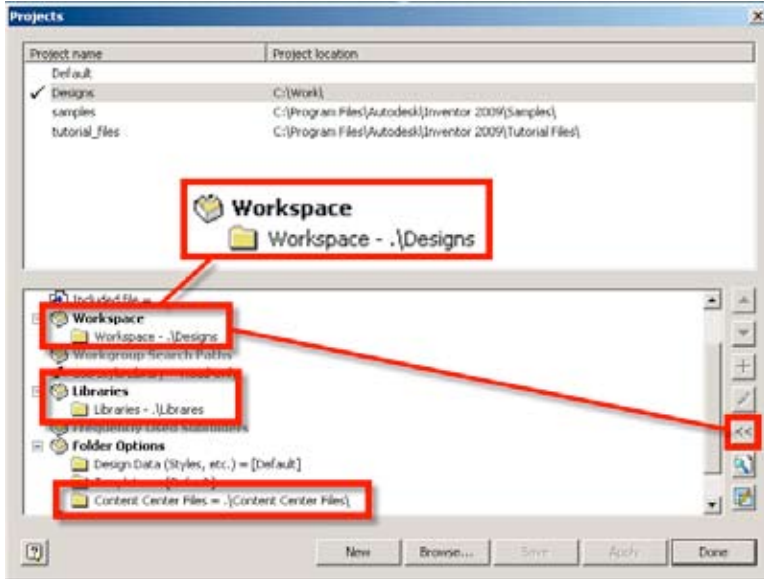 Projects
Project name Project location
Default
Designs C:\Work\
samples C:\Program Files\Autodesk\Inventor 2009\Samples\
tutorial_files C:\Program Files\Autodesk\Inventor 2009\Tutorial Files\
Workspace
Workspace - .\Designs
Included file =
Workspace
Workspace - .\Designs
Workgroup Search Paths
Libraries
Libraries - .\Librares
Frequently Used Subfolders
Folder Options
Design Data (Styles, etc.) = [Default]
Content Center Files = .\Content Center Files\
<<
New Browse... Save Apply Done